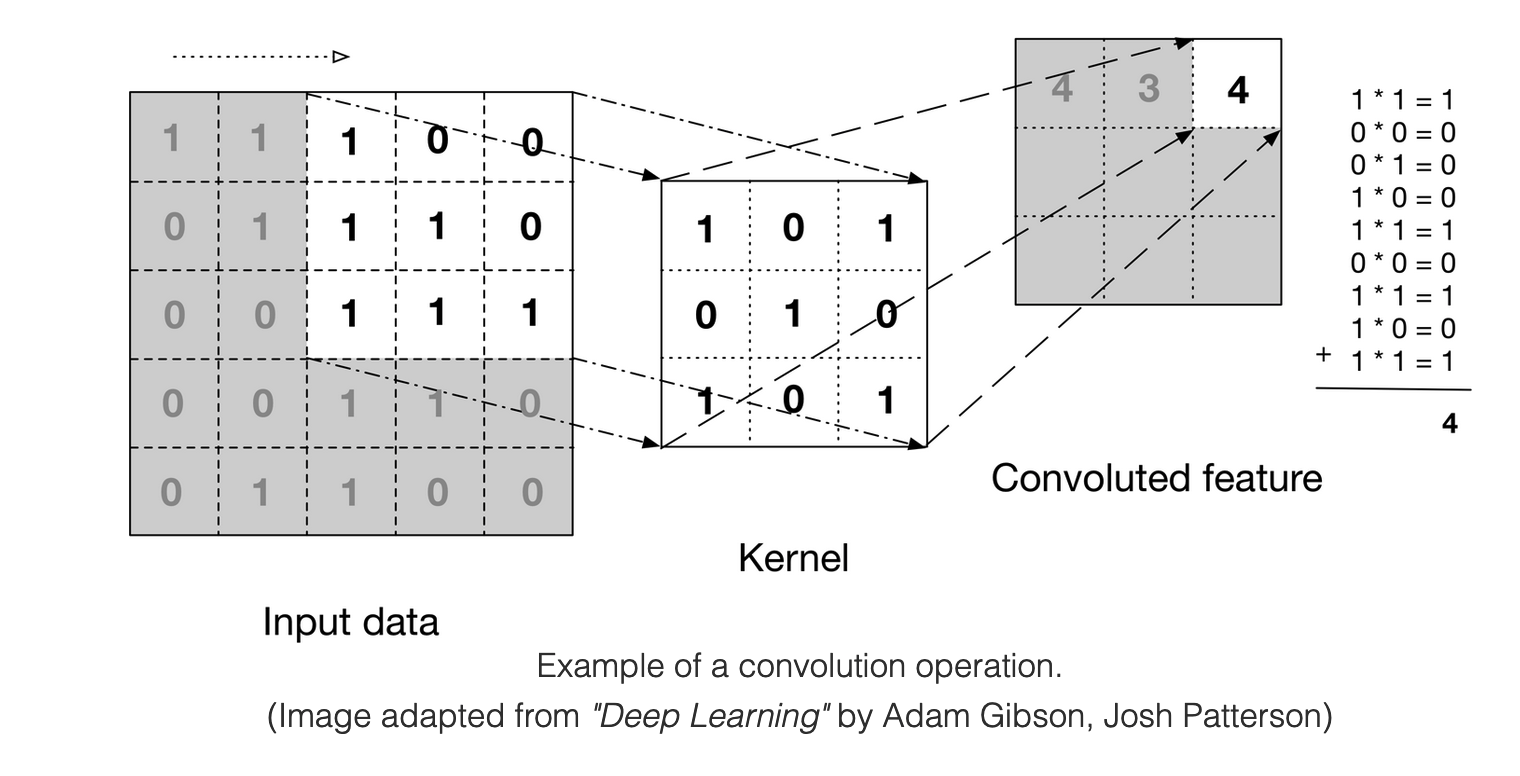 1 1 1 0 0
0 1 1 1 0
0 0 1 1 1
0 0 1 1 0
0 1 1 0 0
Input data
1 0 1
0 1 0
1 0 1
Kernel
4 3 4
Convoluted feature
1 * 1 = 1
0 * 0 = 0
0 * 1 = 0
1 * 0 = 0
1 * 1 = 1
0 * 0 = 0
1 * 1 = 1
1 * 0 = 0
+ 1 * 1 = 1
4
Example of a convolution operation.
(Image adapted from "Deep Learning" by Adam Gibson, Josh Patterson)